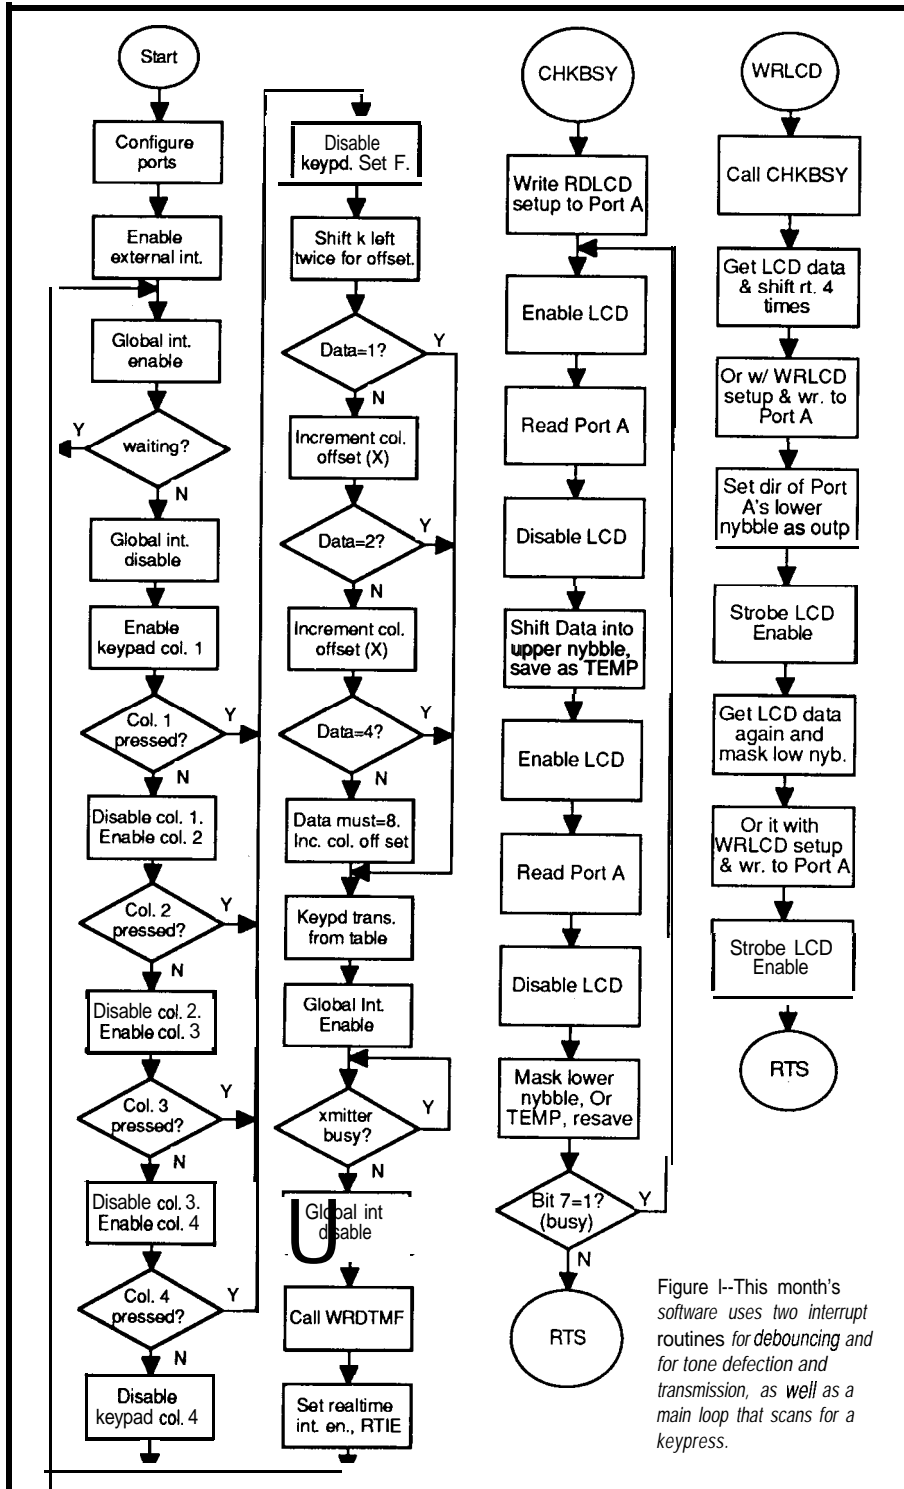 Start
Configure
ports
Enable
external int.
Global int.
enable
Y
waiting?
N
Global int.
disable
Enable
keypad col. 1
Col. 1
pressed?
Y
N
Disable col. 1.
Enable col. 2
Col. 2
pressed?
Y
N
Disable col. 2.
Enable col. 3
Col. 3
pressed?
Y
N
Disable col. 3.
Enable col. 4
Col. 4
pressed?
Y
N
Disable
keypad col. 4
Disable
keypd. Set F.
Shift k left
twice for offset.
Data=1?
Y
N
Increment col.
offset (X)
Data=2?
Y
N
Increment col.
offset (X)
Data=4?
Y
N
Data must=8.
Inc. col. off set
Keypd trans.
from table
Global Int.
Enable
xmitter
busy?
Y
N
Global int
disable
U
Call WRDTMF
Set realtime
int. en., RTIE
CHKBSY
Write RDLCD
setup to Port A
Enable LCD
Read Port A
Disable LCD
Shift Data into
upper nybble,
save as TEMP
Enable LCD
Read Port A
Disable LCD
Mask lower
nybble, Or
TEMP, resave
Bit 7=1?
(busy)
Y
N
RTS
WRLCD
Call CHKBSY
Get LCD data
& shift rt. 4
times
Or w/ WRLCD
setup & wr. to
Port A
Set dir of Port
A's lower
nybble as outp
Strobe LCD
Enable
Get LCD data
again and
mask low nyb.
Or it with
WRLCD setup
& wr. to Port A
Strobe LCD
Enable
RTS
Figure I--This month's
software uses two interrupt
routines for debouncing and
for tone defection and
transmission, as well as a
main loop that scans for a
keypress.